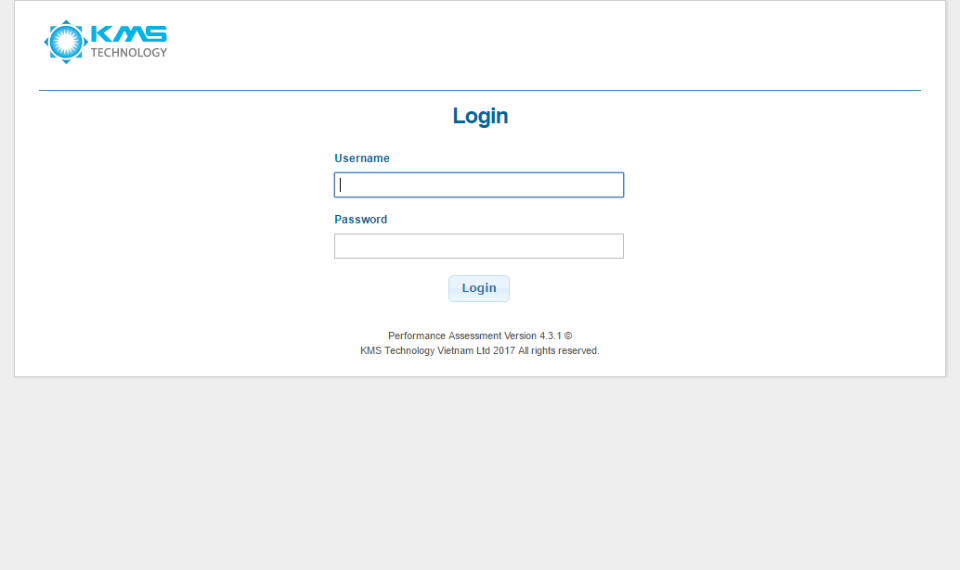 KMS
TECHNOLOGY
Login
Username
Password
Login
Performance Assessment Version 4.3.1 ©
KMS Technology Vietnam Ltd 2017 All rights reserved.